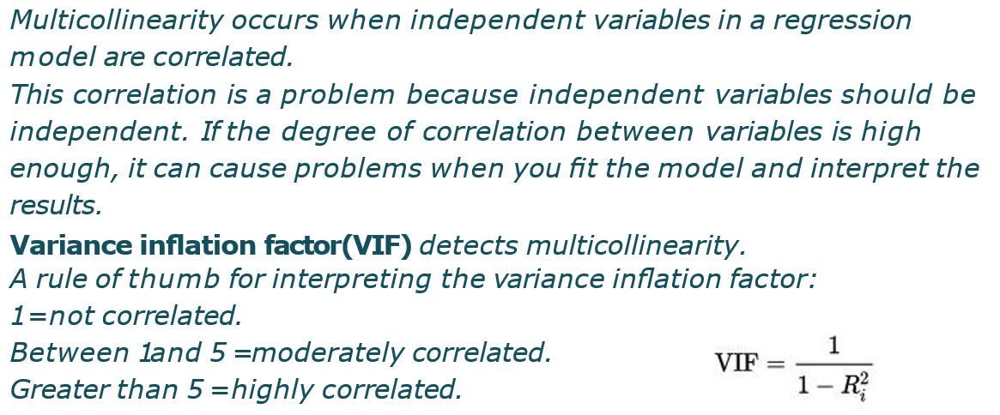 Multicollinearity occurs when independent variables in a regression
model are correlated.
This correlation is a problem because independent variables should be
independent. If the degree of correlation between variables is high
enough, it can cause problems when you fit the model and interpret the
results.
Variance inflation factor(VIF) detects multicollinearity.
A rule of thumb for interpreting the variance inflation factor:
1=not correlated.
Between 1and 5 =moderately correlated.
Greater than 5 =highly correlated.
VIF = 1 / (1 − R_i^2)